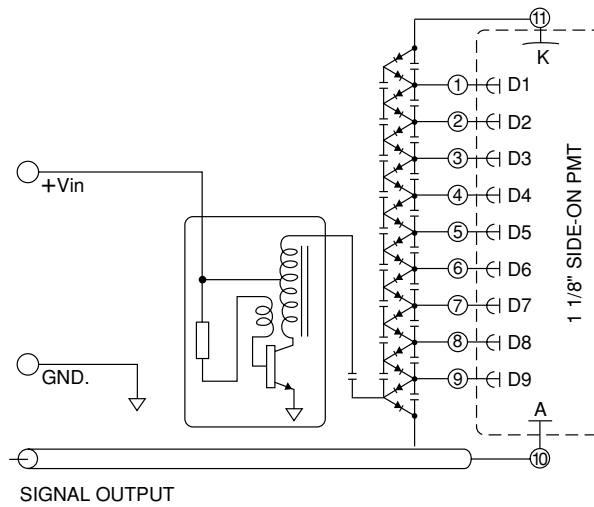 11
K
1 D1
2 D2
3 D3
4 D4
5 D5
6 D6
7 D7
8 D8
9 D9
A
10
1 1/8" SIDE-ON PMT
+Vin
GND.
SIGNAL OUTPUT